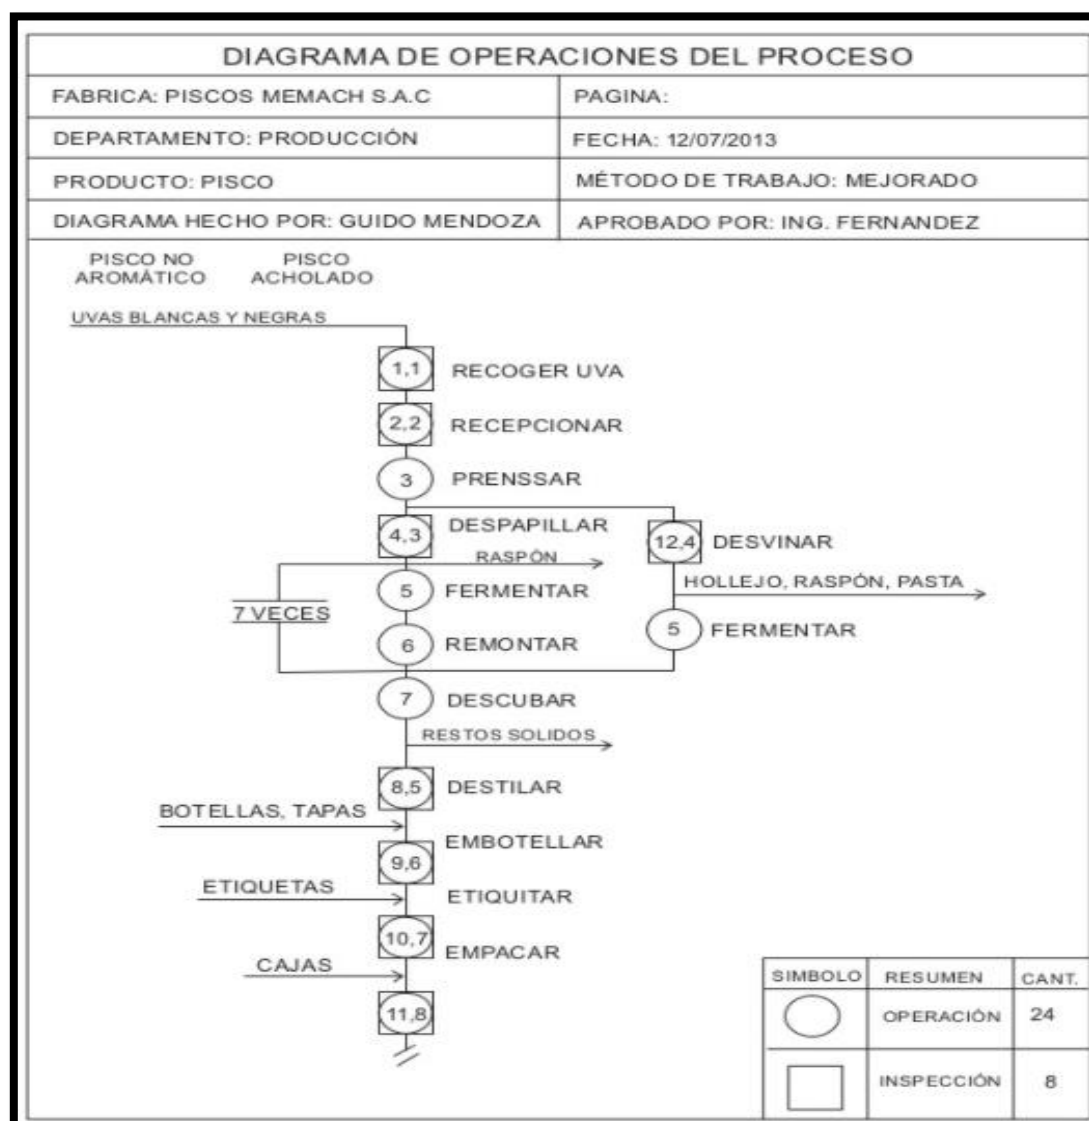 DIAGRAMA DE OPERACIONES DEL PROCESO
FABRICA: PISCOS MEMACH S.A.C
PAGINA:
DEPARTAMENTO: PRODUCCIÓN
FECHA: 12/07/2013
PRODUCTO: PISCO
MÉTODO DE TRABAJO: MEJORADO
DIAGRAMA HECHO POR: GUIDO MENDOZA
APROBADO POR: ING. FERNANDEZ
PISCO NO
AROMÁTICO
PISCO
ACHOLADO
UVAS BLANCAS Y NEGRAS
1,1 RECOGER UVA
2,2 RECEPCIONAR
3 PRENSSAR
4,3 DESPAPILLAR
12,4 DESVINAR
RASPÓN
HOLLEJO, RASPÓN, PASTA
5 FERMENTAR
7 VECES
5 FERMENTAR
6 REMONTAR
7 DESCUBAR
RESTOS SOLIDOS
8,5 DESTILAR
BOTELLAS, TAPAS
EMBOTELLAR
9,6
ETIQUETAS
ETIQUITAR
10,7
EMPACAR
CAJAS
11,8
SIMBOLO RESUMEN CANT.
OPERACIÓN 24
INSPECCIÓN 8